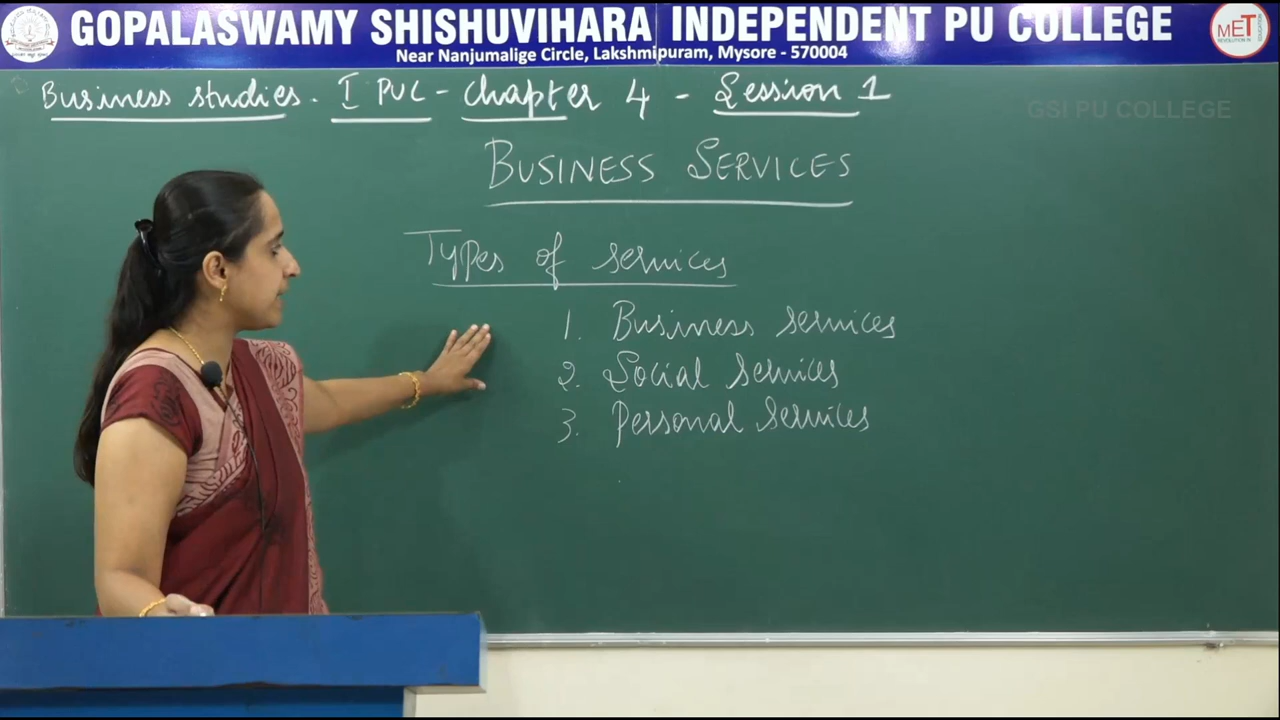 GOPALASWAMY SHISHUVIHARA INDEPENDENT PU COLLEGE
Near Nanjumalige Circle, Lakshmipuram, Mysore - 570004
MET
Business studies. I PUC - Chapter 4 - Session 1
GSI PU COLLEGE
BUSINESS SERVICES
Types of services
1. Business services
2. Social services
3. Personal services